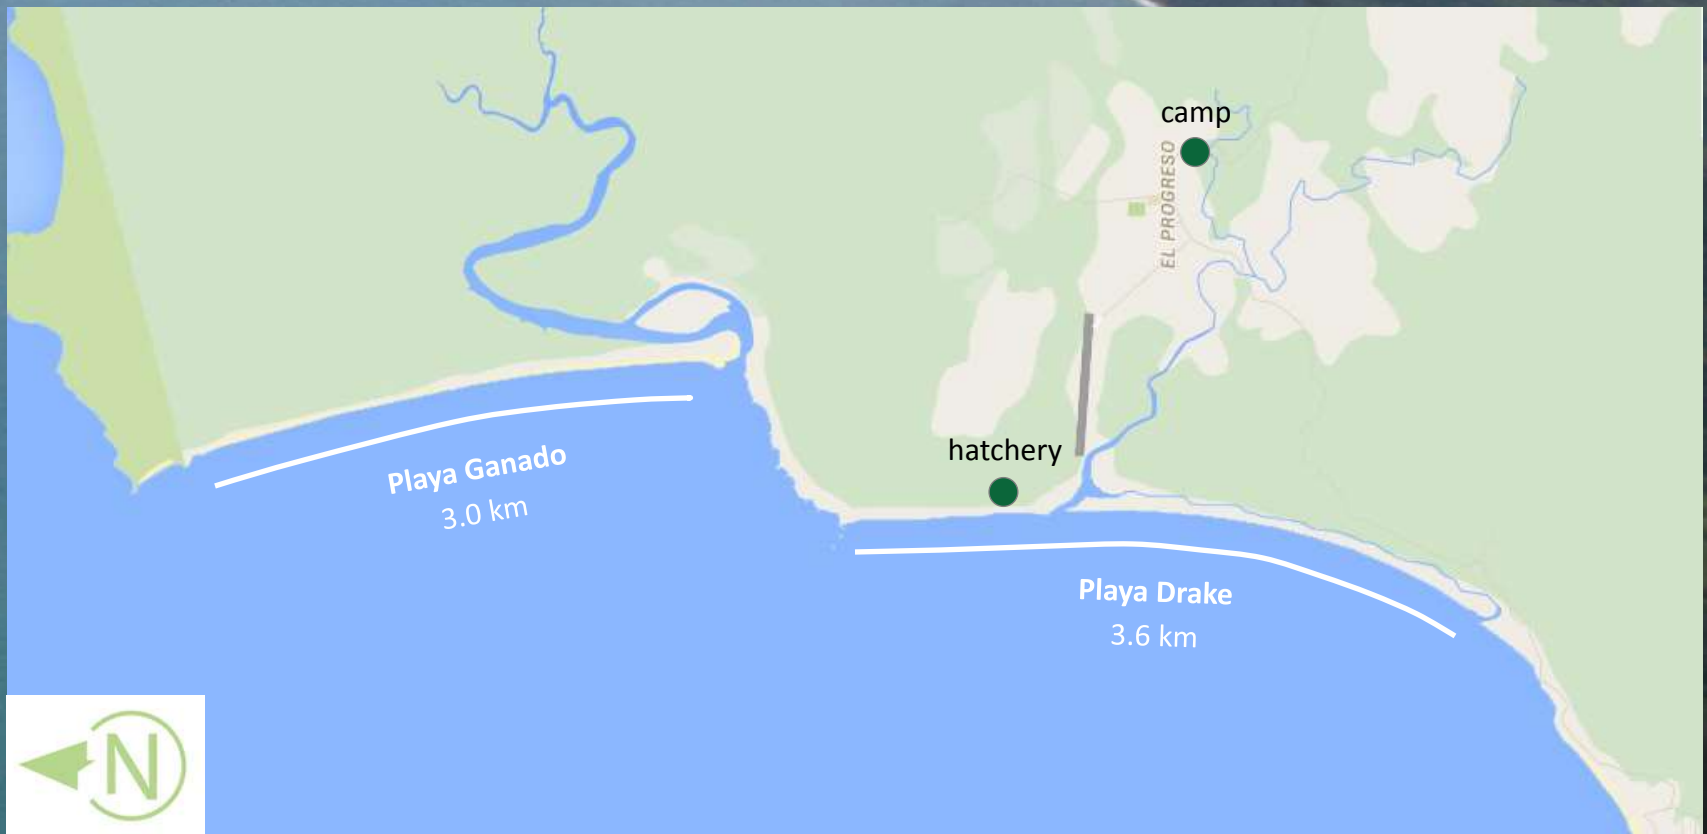 camp
EL PROGRESO
hatchery
Playa Ganado
3.0 km
Playa Drake
3.6 km
N